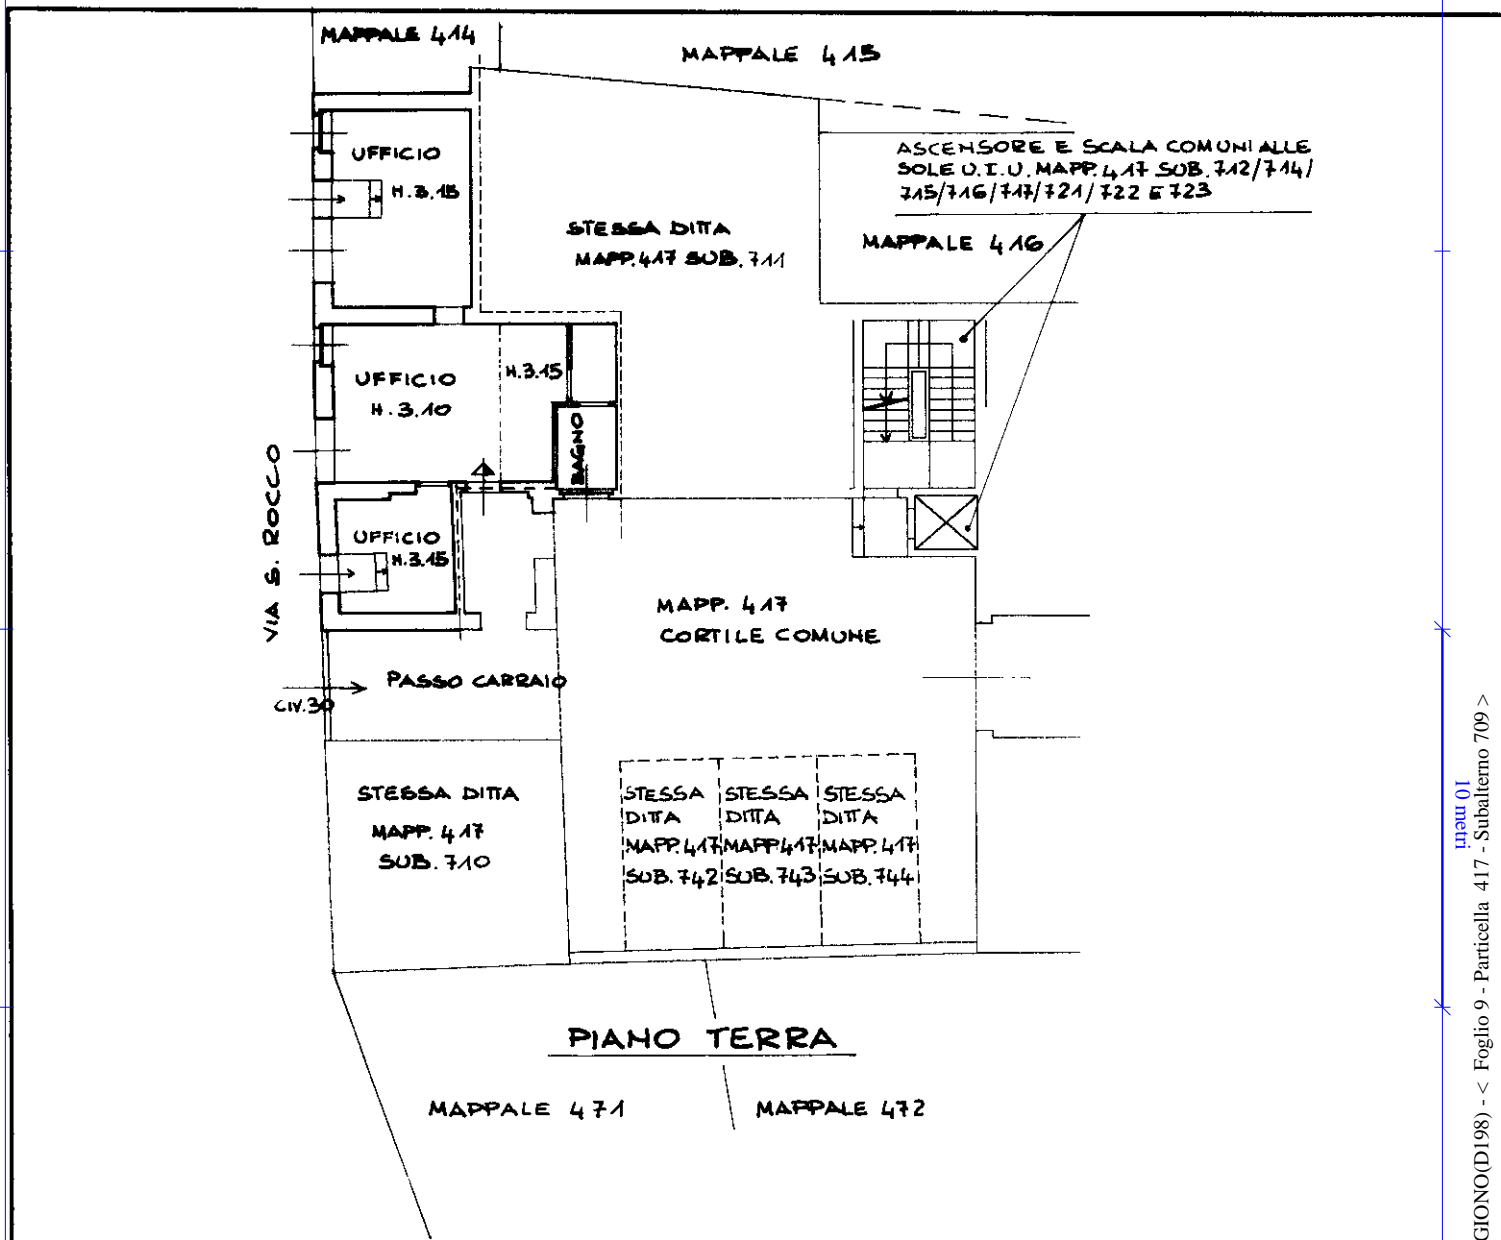 MAPPALE 414
MAPPALE 415
ASCENSORE E SCALA COMUNI ALLE
SOLE U.I.U. MAPP. 417 SUB. 712/714/
715/716/717/721/722 E 723
UFFICIO
H. 3.15
STESSA DITTA
MAPP. 417 SUB. 711
MAPPALE 416
UFFICIO
H. 3.10
H. 3.15
BAGNO
VIA S. ROCCO
UFFICIO
H. 3.15
MAPP. 417
CORTILE COMUNE
PASSO CARRAIO
CIV. 30
STESSA DITTA
MAPP. 417
SUB. 710
STESSA
DITTA
MAPP. 417
SUB. 742
STESSA
DITTA
MAPP. 417
SUB. 743
STESSA
DITTA
MAPP. 417
SUB. 744
PIANO TERRA
MAPPALE 471
MAPPALE 472
10 metri
GIONO(D198) - < Foglio 9 - Particella 417 - Subalterno 709 >